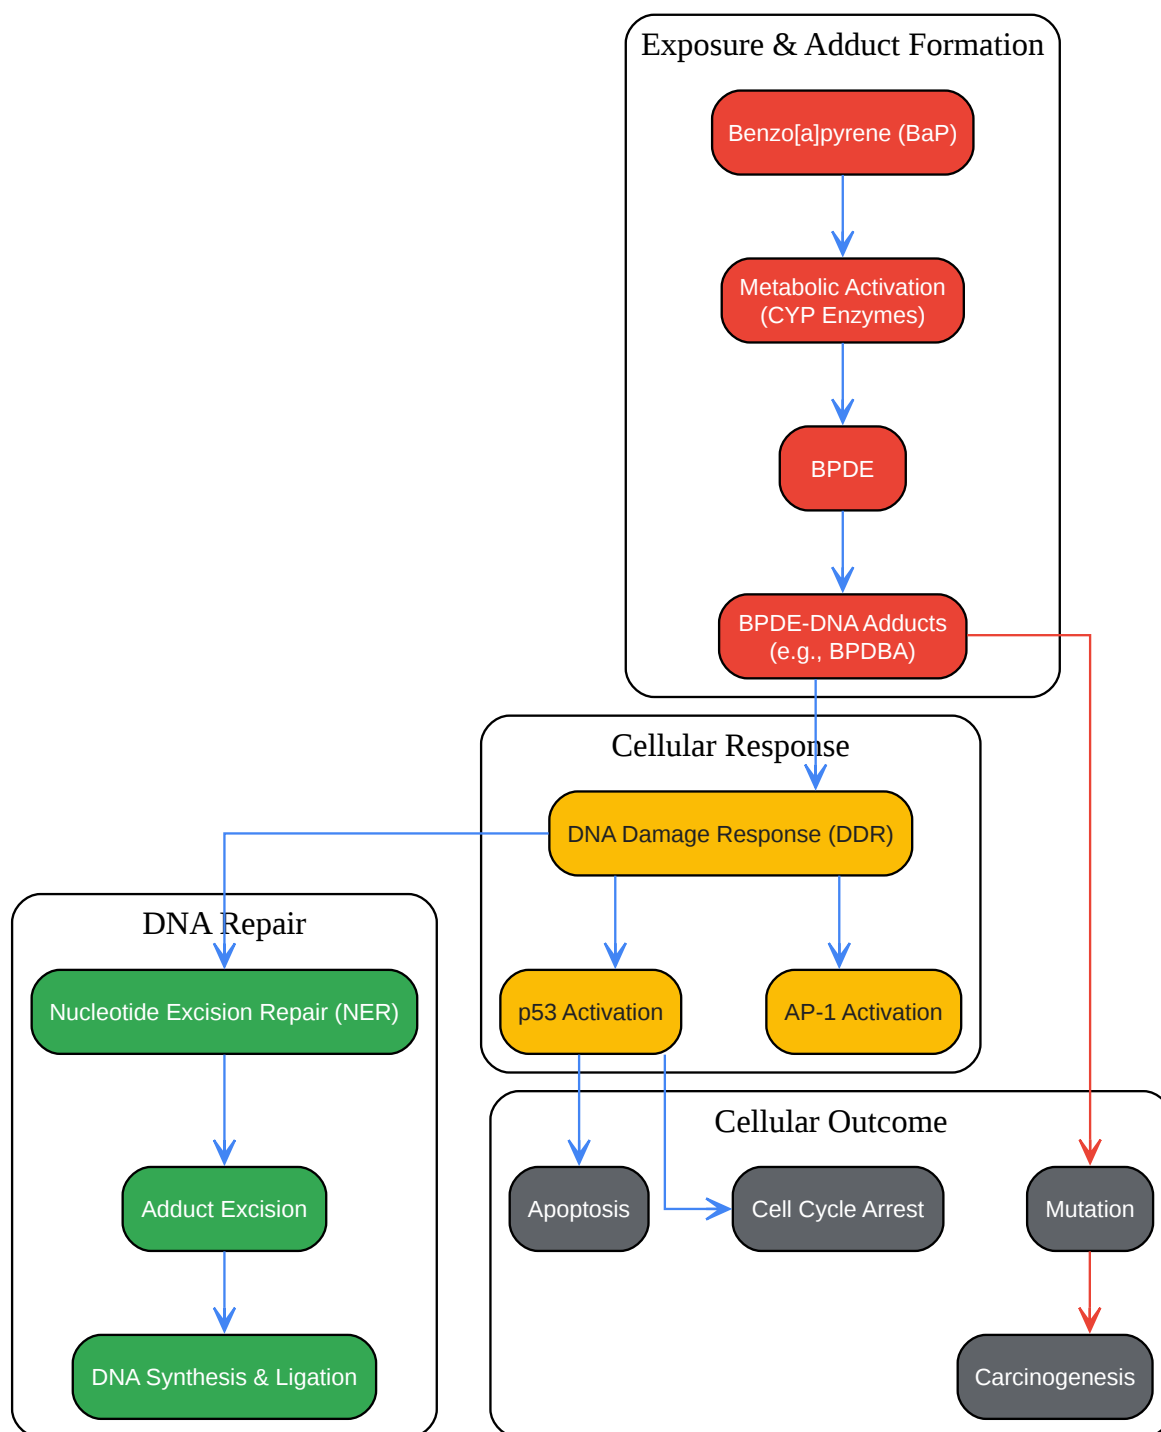 Exposure & Adduct Formation
Benzo[a]pyrene (BaP)
Metabolic Activation
(CYP Enzymes)
BPDE
BPDE-DNA Adducts
(e.g., BPDBA)
Cellular Response
DNA Damage Response (DDR)
p53 Activation
AP-1 Activation
DNA Repair
Nucleotide Excision Repair (NER)
Adduct Excision
DNA Synthesis & Ligation
Cellular Outcome
Apoptosis
Cell Cycle Arrest
Mutation
Carcinogenesis